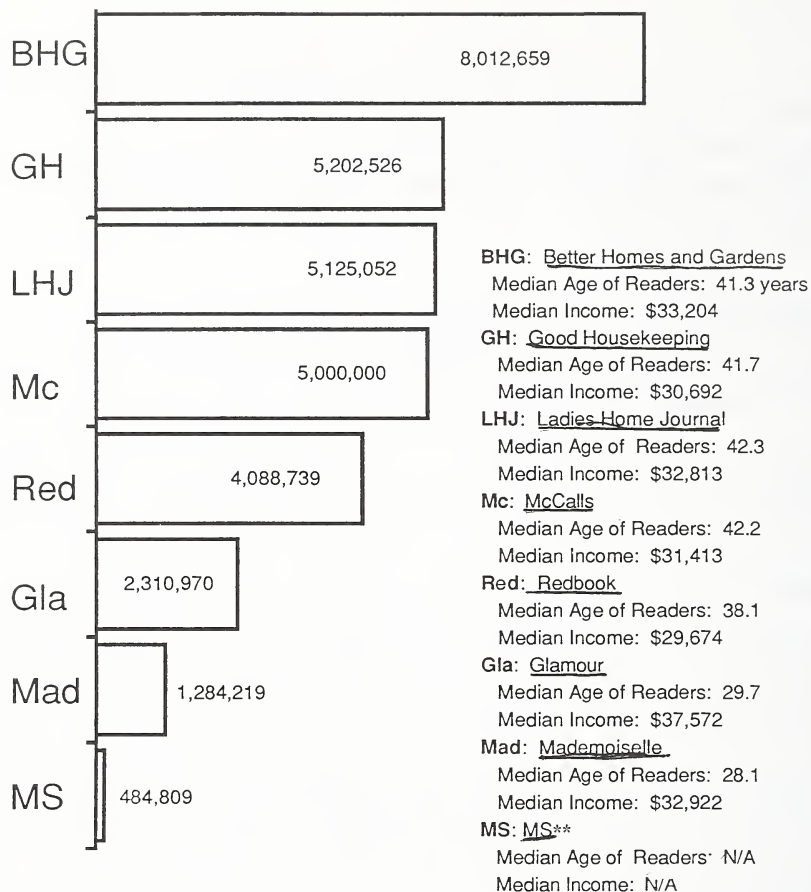 BHG
8,012,659
GH
5,202,526
LHJ
5,125,052
Mc
5,000,000
Red
4,088,739
Gla
2,310,970
Mad
1,284,219
MS
484,809
BHG: Better Homes and Gardens
Median Age of Readers: 41.3 years
Median Income: $33,204
GH: Good Housekeeping
Median Age of Readers: 41.7
Median Income: $30,692
LHJ: Ladies Home Journal
Median Age of Readers: 42.3
Median Income: $32,813
Mc: McCalls
Median Age of Readers: 42.2
Median Income: $31,413
Red: Redbook
Median Age of Readers: 38.1
Median Income: $29,674
Gla: Glamour
Median Age of Readers: 29.7
Median Income: $37,572
Mad: Mademoiselle
Median Age of Readers: 28.1
Median Income: $32,922
MS: MS**
Median Age of Readers: N/A
Median Income: N/A